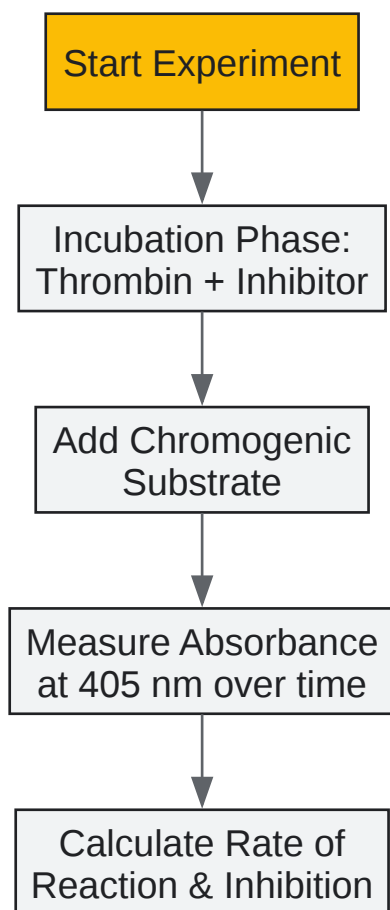 Start Experiment
Incubation Phase:
Thrombin + Inhibitor
Add Chromogenic
Substrate
Measure Absorbance
at 405 nm over time
Calculate Rate of
Reaction & Inhibition